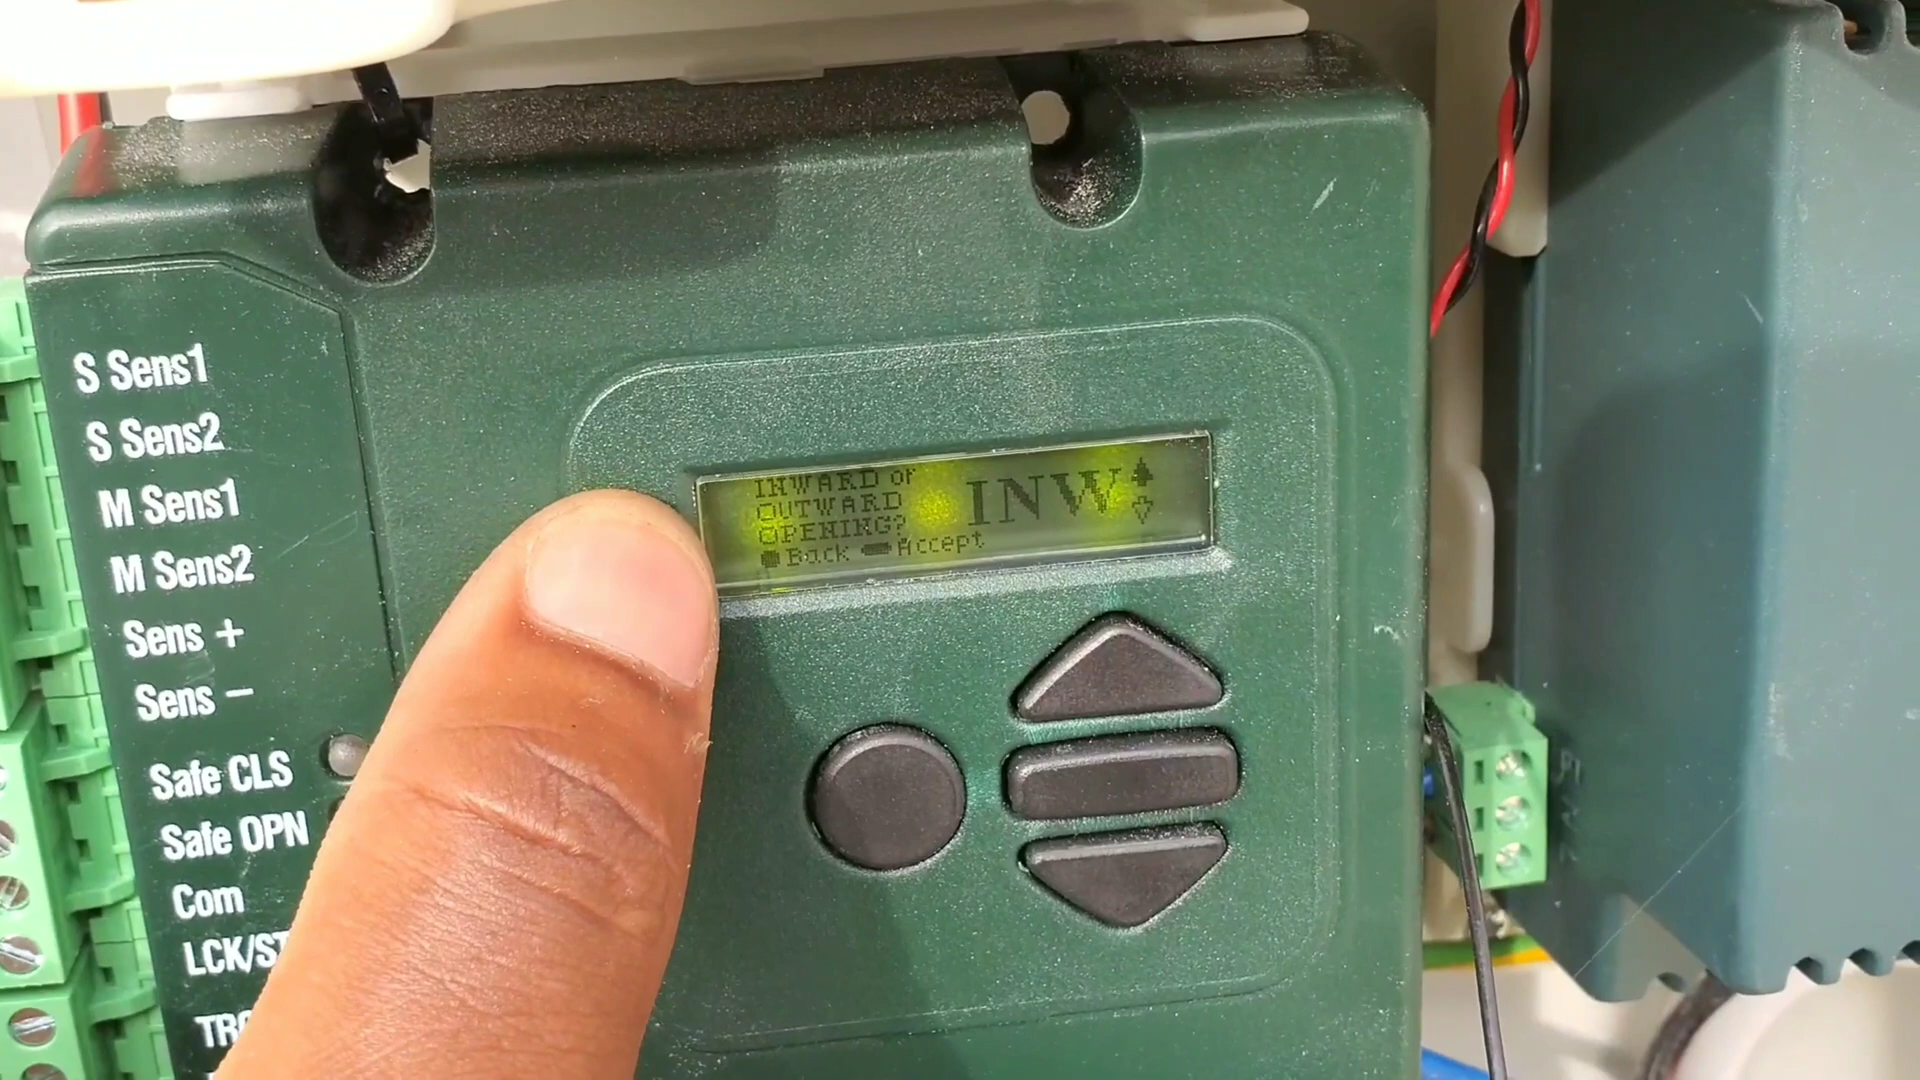 S Sens1
S Sens2
M Sens1
M Sens2
Sens +
Sens –
Safe CLS
Safe OPN
Com
INWARD or
OUTWARD
OPENING?
Back Accept
INW